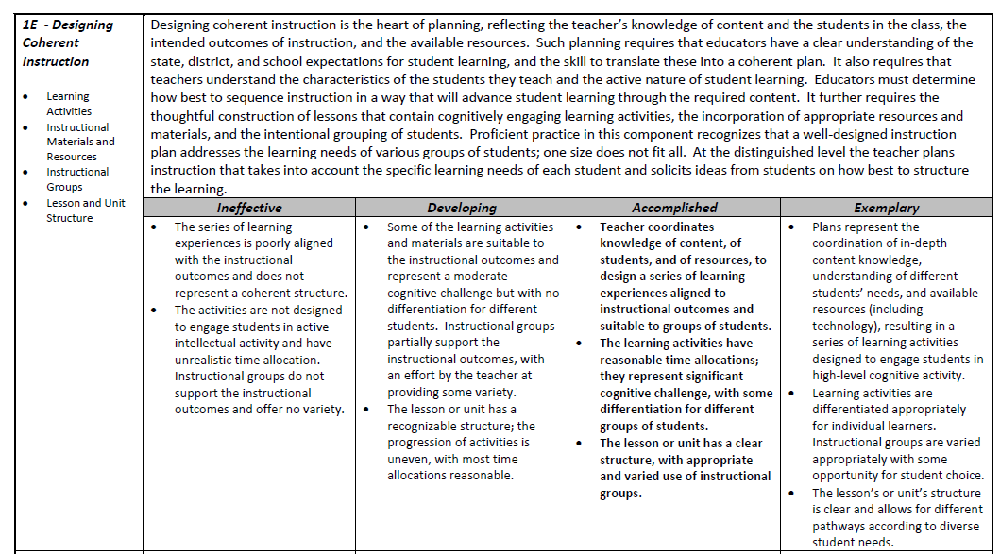 1E - Designing
Coherent
Instruction
• Learning
Activities
• Instructional
Materials and
Resources
• Instructional
Groups
• Lesson and Unit
Structure
Designing coherent instruction is the heart of planning, reflecting the teacher's knowledge of content and the students in the class, the
intended outcomes of instruction, and the available resources. Such planning requires that educators have a clear understanding of the
state, district, and school expectations for student learning, and the skill to translate these into a coherent plan. It also requires that
teachers understand the characteristics of the students they teach and the active nature of student learning. Educators must determine
how best to sequence instruction in a way that will advance student learning through the required content. It further requires the
thoughtful construction of lessons that contain cognitively engaging learning activities, the incorporation of appropriate resources and
materials, and the intentional grouping of students. Proficient practice in this component recognizes that a well-designed instruction
plan addresses the learning needs of various groups of students; one size does not fit all. At the distinguished level the teacher plans
instruction that takes into account the specific learning needs of each student and solicits ideas from students on how best to structure
the learning.
Ineffective
• The series of learning
experiences is poorly aligned
with the instructional
outcomes and does not
represent a coherent structure.
• The activities are not designed
to engage students in active
intellectual activity and have
unrealistic time allocation.
Instructional groups do not
support the instructional
outcomes and offer no variety.
Developing
• Some of the learning activities
and materials are suitable to
the instructional outcomes and
represent a moderate
cognitive challenge but with no
differentiation for different
students. Instructional groups
partially support the
instructional outcomes, with
an effort by the teacher at
providing some variety.
• The lesson or unit has a
recognizable structure; the
progression of activities is
uneven, with most time
allocations reasonable.
Accomplished
• Teacher coordinates
knowledge of content, of
students, and of resources, to
design a series of learning
experiences aligned to
instructional outcomes and
suitable to groups of students.
• The learning activities have
reasonable time allocations;
they represent significant
cognitive challenge, with some
differentiation for different
groups of students.
• The lesson or unit has a clear
structure, with appropriate
and varied use of instructional
groups.
Exemplary
• Plans represent the
coordination of in-depth
content knowledge,
understanding of different
students' needs, and available
resources (including
technology), resulting in a
series of learning activities
designed to engage students in
high-level cognitive activity.
• Learning activities are
differentiated appropriately
for individual learners.
Instructional groups are varied
appropriately with some
opportunity for student choice.
• The lesson's or unit's structure
is clear and allows for different
pathways according to diverse
student needs.